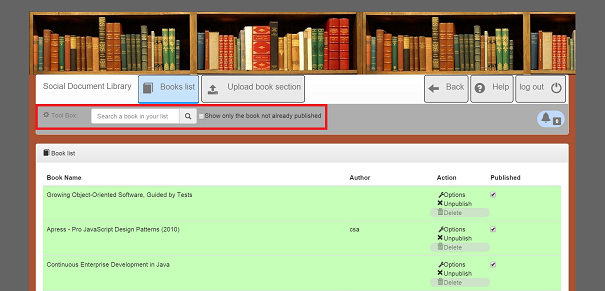 Social Document Library Books list Upload book section Back Help log out
Tool Box: Search a book in your list Show only the book not already published 0
Book list
Book Name Author Action Published
Growing Object-Oriented Software, Guided by Tests Options
Unpublish
Delete
Apress - Pro JavaScript Design Patterns (2010) csa Options
Unpublish
Delete
Continuous Enterprise Development in Java Options
Unpublish
Delete